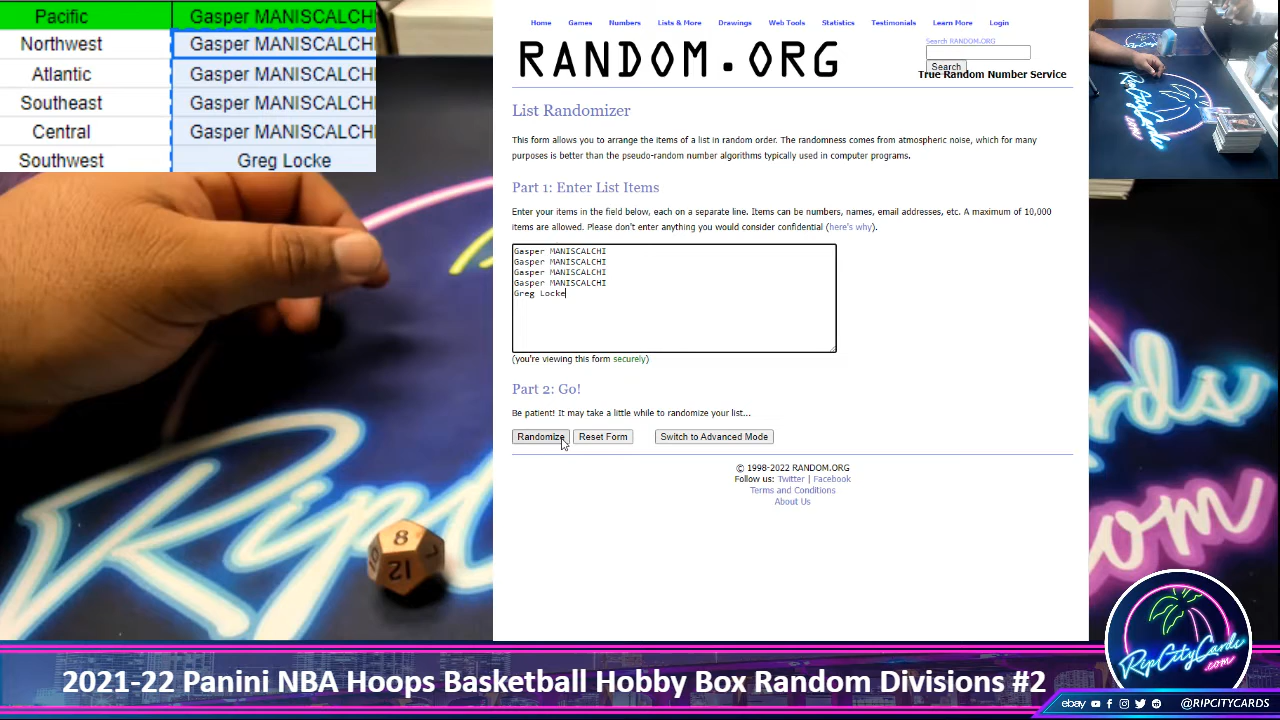 Pacific Gasper MANISCALCHI
Northwest Gasper MANISCALCHI
Atlantic Gasper MANISCALCHI
Southeast Gasper MANISCALCHI
Central Gasper MANISCALCHI
Southwest Greg Locke
Home Games Numbers Lists & More Drawings Web Tools Statistics Testimonials Learn More Login
RANDOM.ORG
Search RANDOM.ORG
Search
True Random Number Service
List Randomizer
This form allows you to arrange the items of a list in random order. The randomness comes from atmospheric noise, which for many
purposes is better than the pseudo-random number algorithms typically used in computer programs.
Part 1: Enter List Items
Enter your items in the field below, each on a separate line. Items can be numbers, names, email addresses, etc. A maximum of 10,000
items are allowed. Please don't enter anything you would consider confidential (here's why).
Gasper MANISCALCHI
Gasper MANISCALCHI
Gasper MANISCALCHI
Gasper MANISCALCHI
Greg Locke
(you're viewing this form securely)
Part 2: Go!
Be patient! It may take a little while to randomize your list...
Randomize Reset Form Switch to Advanced Mode
© 1998-2022 RANDOM.ORG
Follow us: Twitter | Facebook
Terms and Conditions
About Us
8
12
2021-22 Panini NBA Hoops Basketball Hobby Box Random Divisions #2
RipCityCards
.com
ebay @RIPCITYCARDS